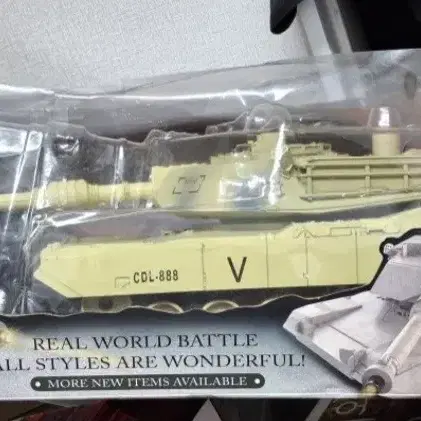 CDL-888
V
REAL WORLD BATTLE
ALL STYLES ARE WONDERFUL!
• MORE NEW ITEMS AVAILABLE •